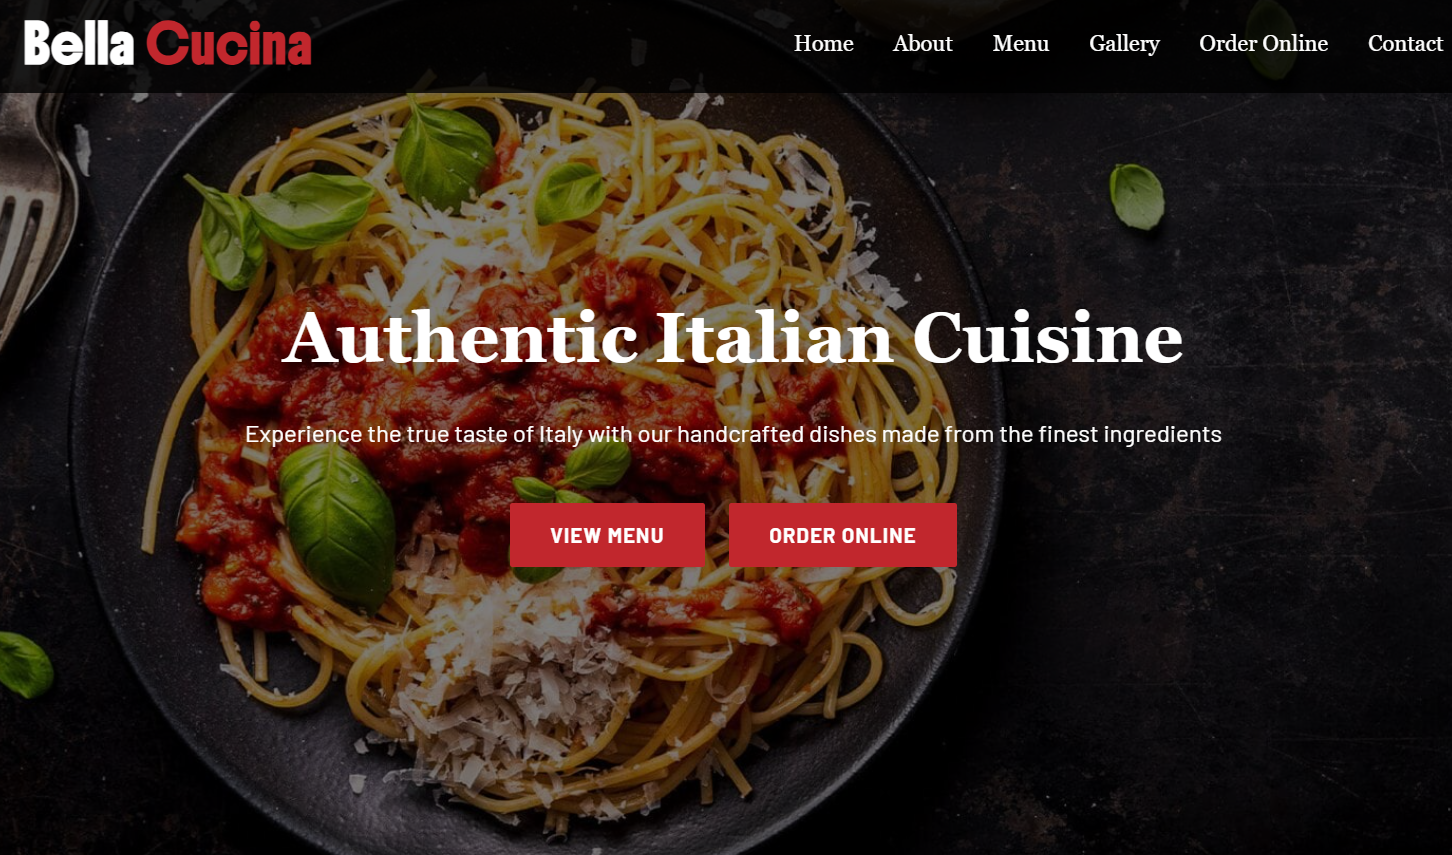 Bella Cucina
Home About Menu Gallery Order Online Contact
Authentic Italian Cuisine
Experience the true taste of Italy with our handcrafted dishes made from the finest ingredients
VIEW MENU ORDER ONLINE